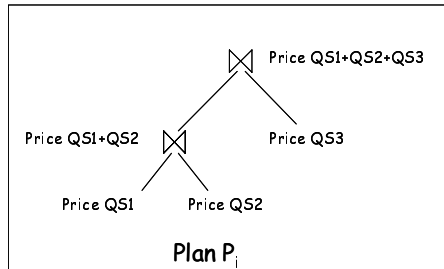 Price QS1+QS2+QS3
Price QS1+QS2
Price QS3
Price QS1
Price QS2
Plan Pi